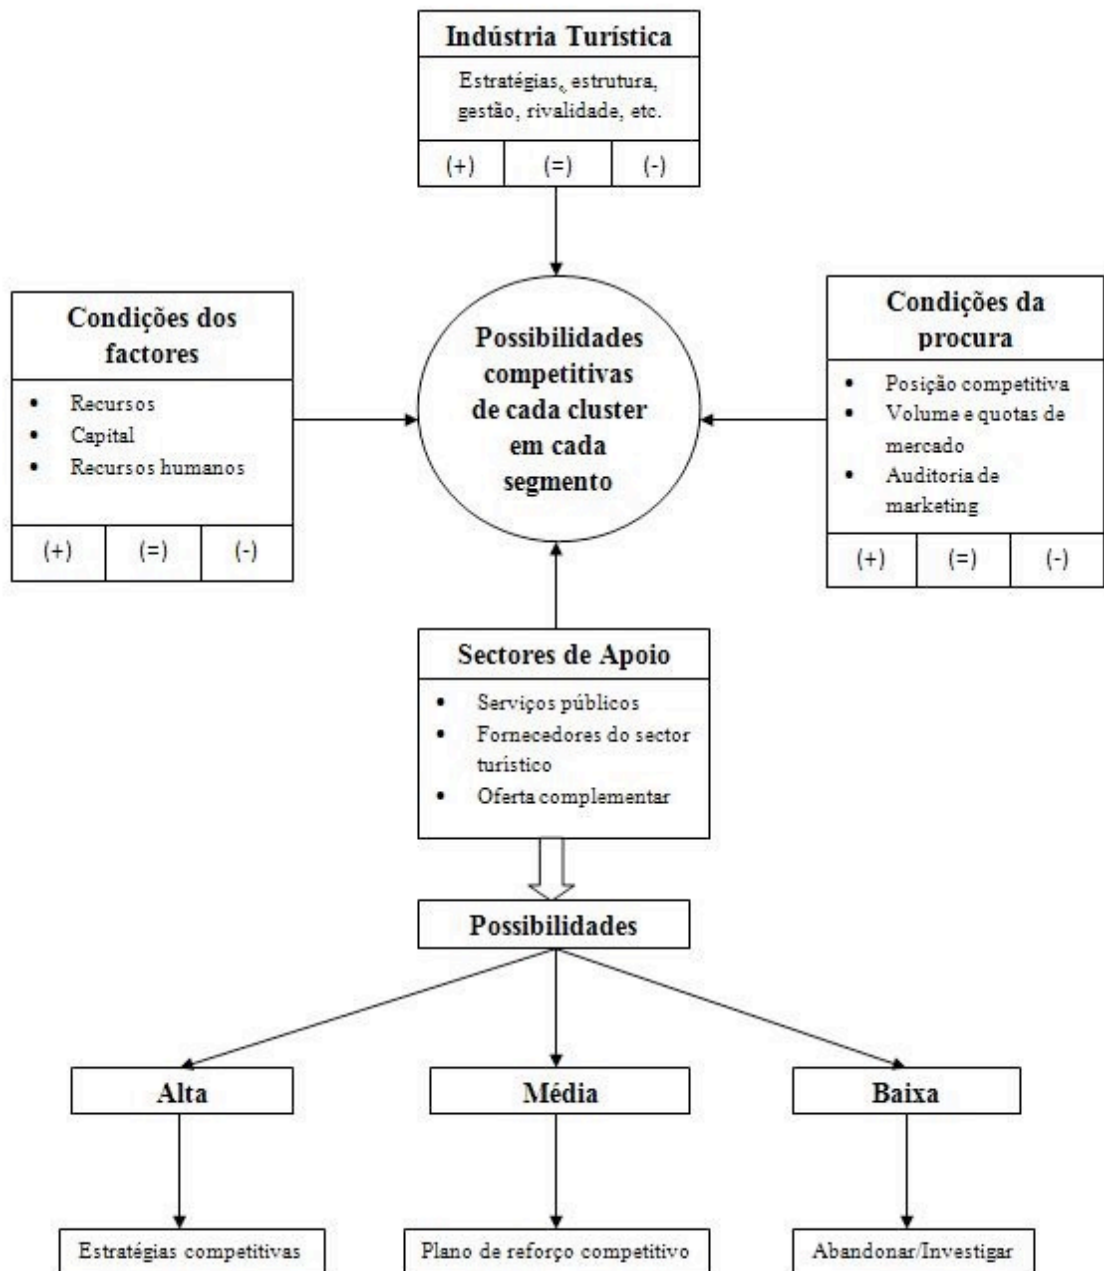 Indústria Turística
Estratégias, estrutura,
gestão, rivalidade, etc.
(+) (=) (-)
Condições dos
factores
• Recursos
• Capital
• Recursos humanos
(+) (=) (-)
Possibilidades
competitivas
de cada cluster
em cada
segmento
Condições da
procura
• Posição competitiva
• Volume e quotas de
mercado
• Auditoria de
marketing
(+) (=) (-)
Sectores de Apoio
• Serviços públicos
• Fornecedores do sector
turístico
• Oferta complementar
Possibilidades
Alta
Média
Baixa
Estratégias competitivas
Plano de reforço competitivo
Abandonar/Investigar